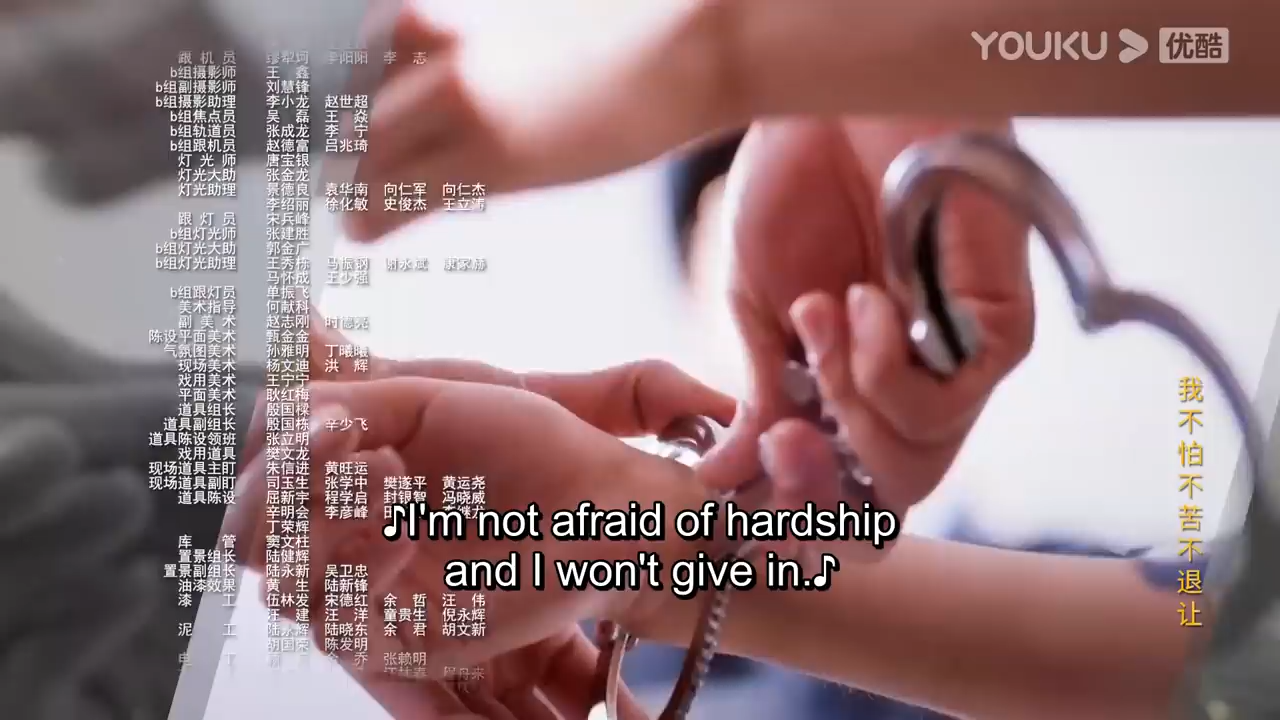 YOUKU 优酷
跟机员 李阳阳 李志
b组摄影师 王鑫
b组副摄影师 刘慧锋
b组摄影助理 李小龙 赵世超
b组焦点员 吴磊 王焱
b组轨道员 张成龙 李宁
b组跟机员 赵德富 吕兆琦
灯光师 唐宝银
灯光大助 张金龙
灯光助理 景德良 袁华南 向仁军 向仁杰
李绍丽 徐化敏 史俊杰 王立涛
跟灯员 宋兵峰
b组灯光师 张建胜
b组灯光大助 郭金广
b组灯光助理 王秀栋 马振钢 谢永斌 康家赫
马怀成 王少强
b组跟灯员 单振飞
美术指导 何献科
副美术 赵志刚 时德亮
陈设平面美术 甄金金
气氛图美术 孙雅明 丁曦曦
现场美术 杨文迪 洪辉
戏用美术 王宁宁
平面美术 耿红梅
道具组长 殷国樑
道具副组长 殷国栋 辛少飞
道具陈设领班 张立明
戏用道具 樊文龙
现场道具主盯 朱信进 黄旺运
现场道具副盯 司玉生 张学中 樊遂平 黄运尧
道具陈设 屈新宇 程学启 封银智 冯晓威
辛明会 李彦峰
丁荣辉
库管 窦文柱
置景组长 陆健辉
置景副组长 陆永新 吴卫忠
油漆效果 黄生 陆新锋
漆工 伍林发 宋德红 余哲 汪伟
汪建 汪洋 童贵生 倪永辉
泥工 陆永辉 陆晓东 余君 胡文新
胡国荣 陈发明
电工 乔 张赖明
♪I'm not afraid of hardship
and I won't give in.♪
我不怕不苦不退让